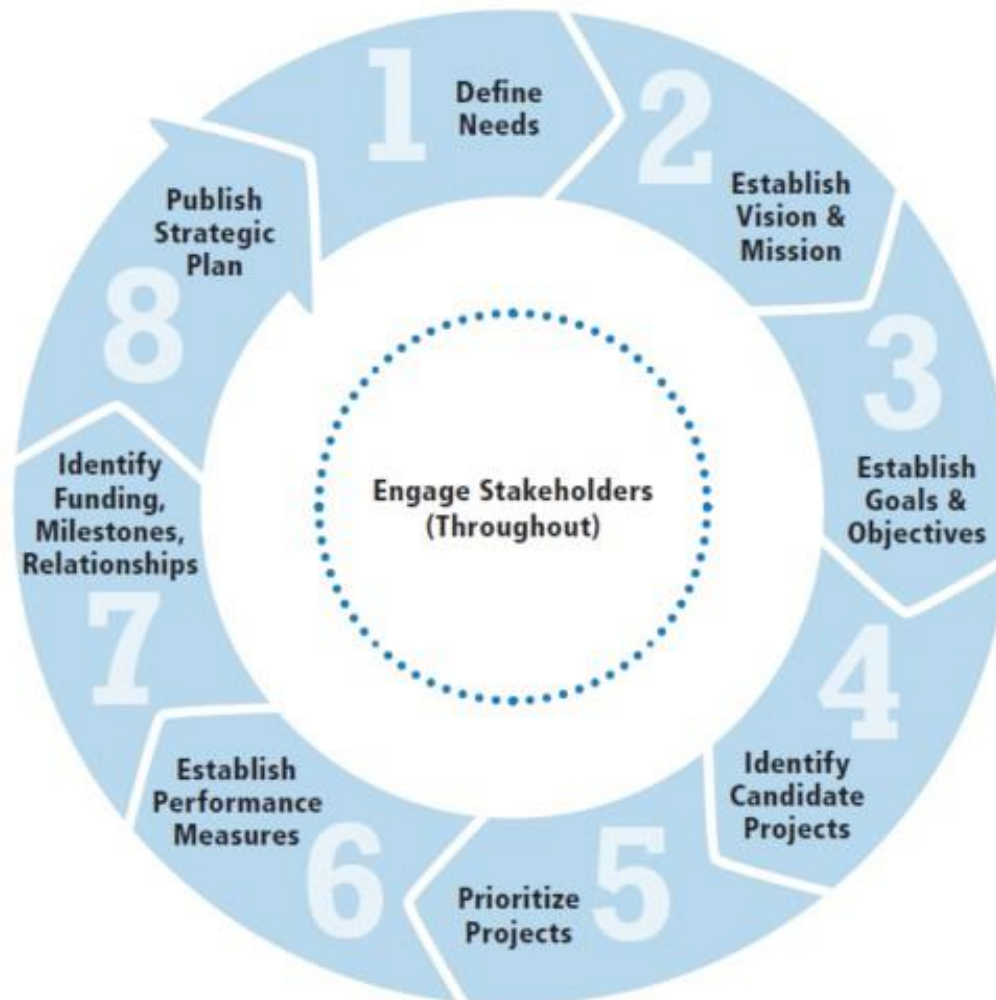 1
Define
Needs
2
Establish
Vision &
Mission
3
Establish
Goals &
Objectives
4
Identify
Candidate
Projects
5
Prioritize
Projects
6
Establish
Performance
Measures
7
Identify
Funding,
Milestones,
Relationships
8
Publish
Strategic
Plan
Engage Stakeholders
(Throughout)